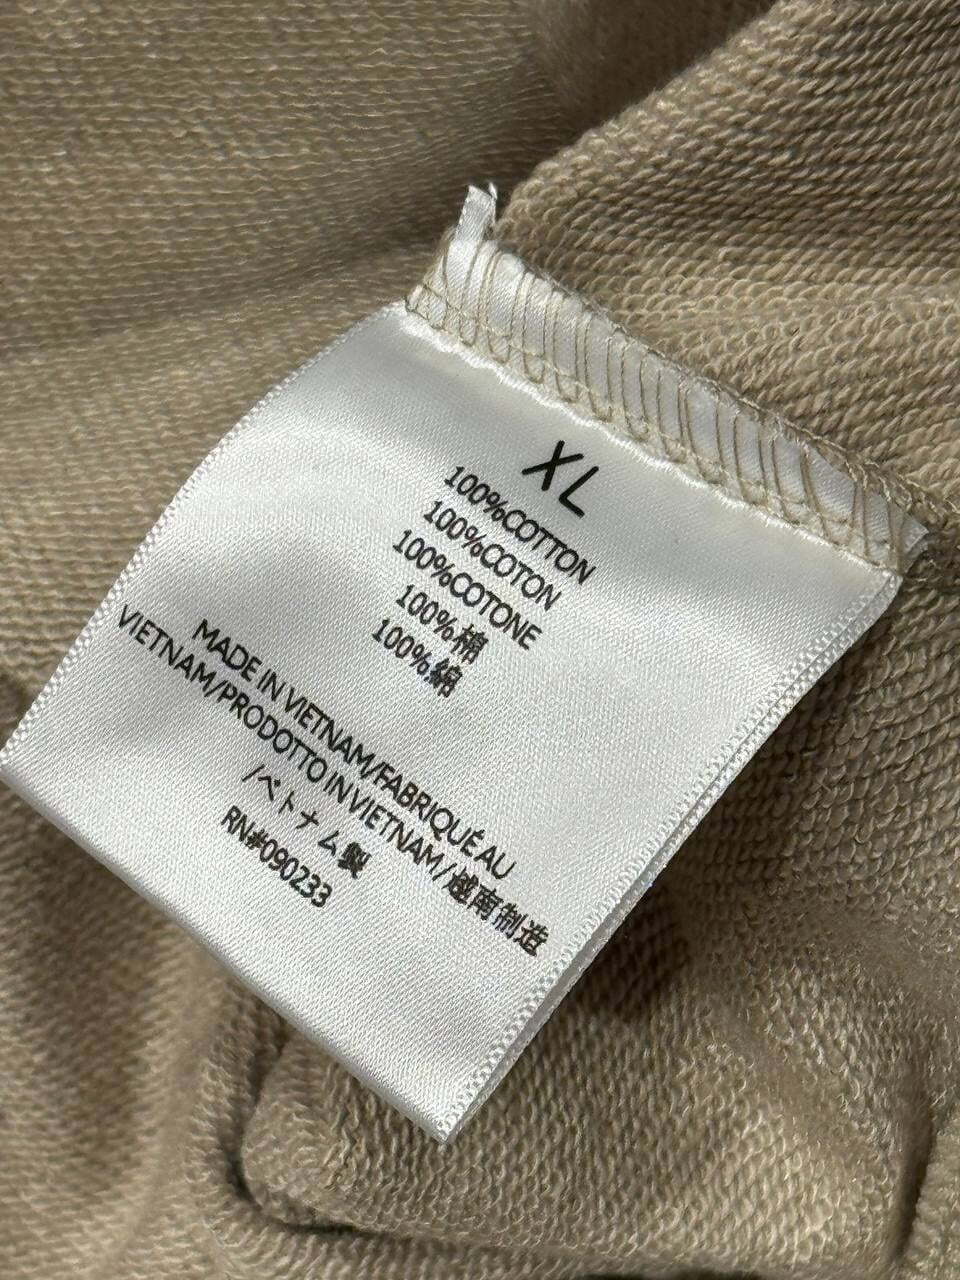 XL
100%COTTON
100%COTON
100%COTONE
100%棉
100%綿
MADE IN VIETNAM/FABRIQUÉ AU
VIETNAM/PRODOTTO IN VIETNAM/越南制造
/ベトナム製
RN#090233